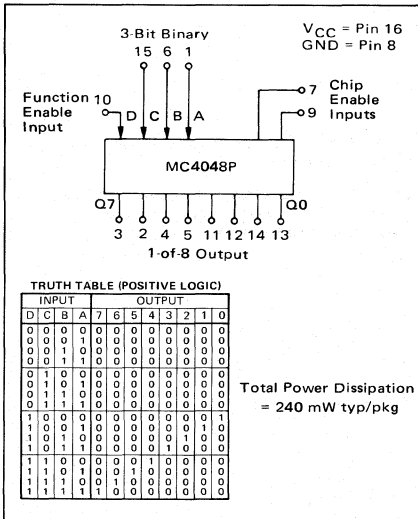 3-Bit Binary
15 6 1
VCC = Pin 16
GND = Pin 8
Function 10
Enable
Input
D C B A
7 Chip
Enable
9 Inputs
MC4048P
Q7 Q0
3 2 4 5 11 12 14 13
1-of-8 Output
TRUTH TABLE (POSITIVE LOGIC)
INPUT OUTPUT
D C B A 7 6 5 4 3 2 1 0
0 0 0 0 0 0 0 0 0 0 0 0
0 0 0 1 0 0 0 0 0 0 0 0
0 0 1 0 0 0 0 0 0 0 0 0
0 0 1 1 0 0 0 0 0 0 0 0
0 1 0 0 0 0 0 0 0 0 0 0
0 1 0 1 0 0 0 0 0 0 0 0
0 1 1 0 0 0 0 0 0 0 0 0
0 1 1 1 0 0 0 0 0 0 0 0
1 0 0 0 0 0 0 0 0 0 0 1
1 0 0 1 0 0 0 0 0 0 1 0
1 0 1 0 0 0 0 0 0 1 0 0
1 0 1 1 0 0 0 0 1 0 0 0
1 1 0 0 0 0 0 1 0 0 0 0
1 1 0 1 0 0 1 0 0 0 0 0
1 1 1 0 0 1 0 0 0 0 0 0
1 1 1 1 1 0 0 0 0 0 0 0
Total Power Dissipation
= 240 mW typ/pkg